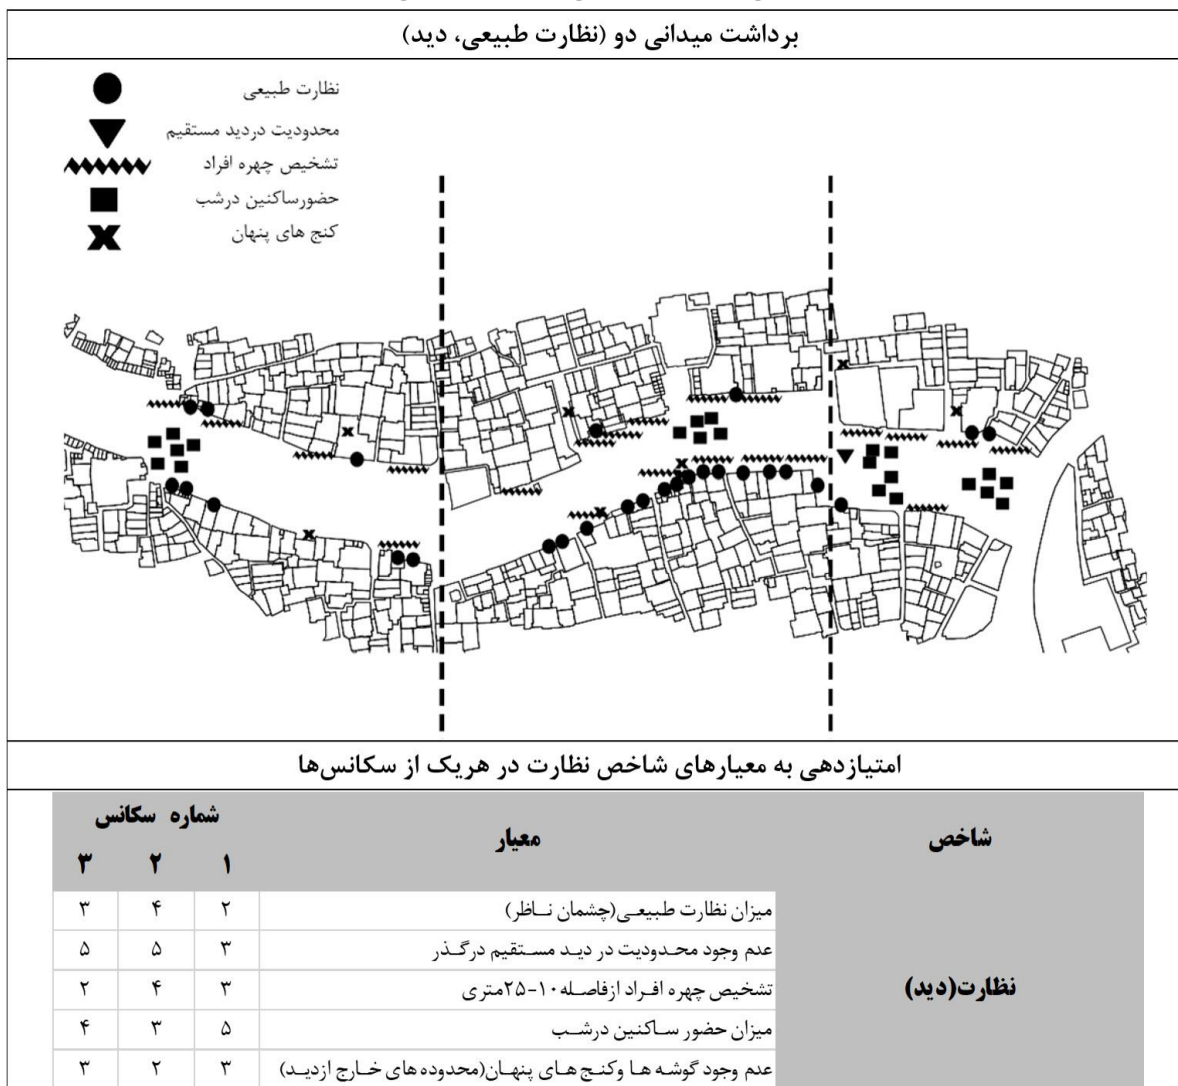 برداشت میدانی دو (نظارت طبیعی، دید)
نظارت طبیعی
محدودیت دردید مستقیم
تشخیص چهره افراد
حضورساکنین درشب
کنج های پنهان
امتیازدهی به معیارهای شاخص نظارت در هریک از سکانس‌ها
شاخص معیار شماره سکانس
۱ ۲ ۳
میزان نظارت طبیعی(چشمان ناظر) ۲ ۴ ۳
عدم وجود محدودیت در دید مستقیم درگذر ۳ ۵ ۵
نظارت(دید) تشخیص چهره افراد ازفاصله۱۰-۲۵متری ۳ ۴ ۲
میزان حضور ساکنین درشب ۵ ۳ ۴
عدم وجود گوشه ها وکنج های پنهان(محدوده های خارج ازدید) ۳ ۲ ۳